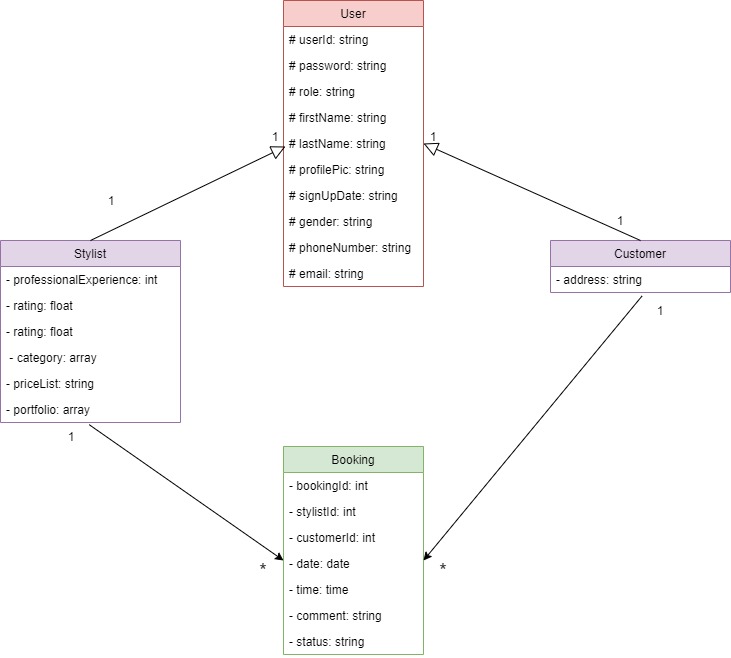 User
# userId: string
# password: string
# role: string
# firstName: string
# lastName: string
# profilePic: string
# signUpDate: string
# gender: string
# phoneNumber: string
# email: string
1
1
1
1
Stylist
- professionalExperience: int
- rating: float
- rating: float
- category: array
- priceList: string
- portfolio: array
1
Customer
- address: string
1
Booking
- bookingId: int
- stylistId: int
- customerId: int
- date: date
- time: time
- comment: string
- status: string
*
*